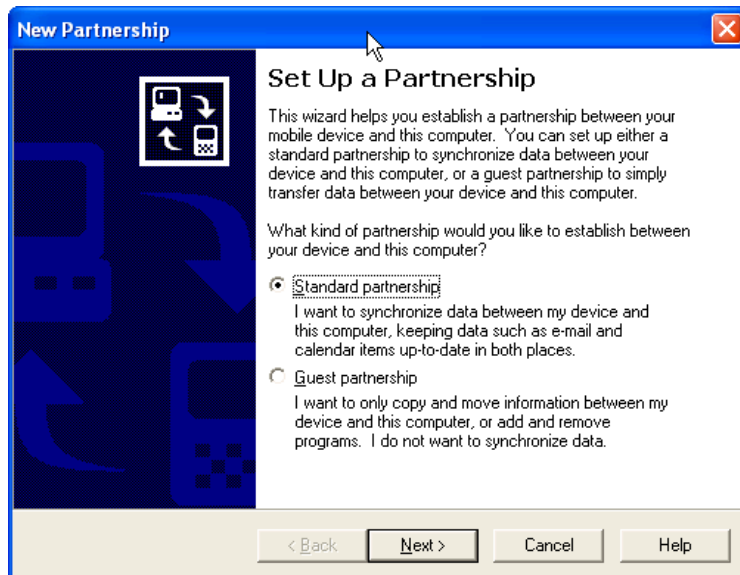 New Partnership
Set Up a Partnership
This wizard helps you establish a partnership between your
mobile device and this computer. You can set up either a
standard partnership to synchronize data between your
device and this computer, or a guest partnership to simply
transfer data between your device and this computer.
What kind of partnership would you like to establish between
your device and this computer?
Standard partnership
I want to synchronize data between my device and
this computer, keeping data such as e-mail and
calendar items up-to-date in both places.
Guest partnership
I want to only copy and move information between my
device and this computer, or add and remove
programs. I do not want to synchronize data.
< Back Next > Cancel Help